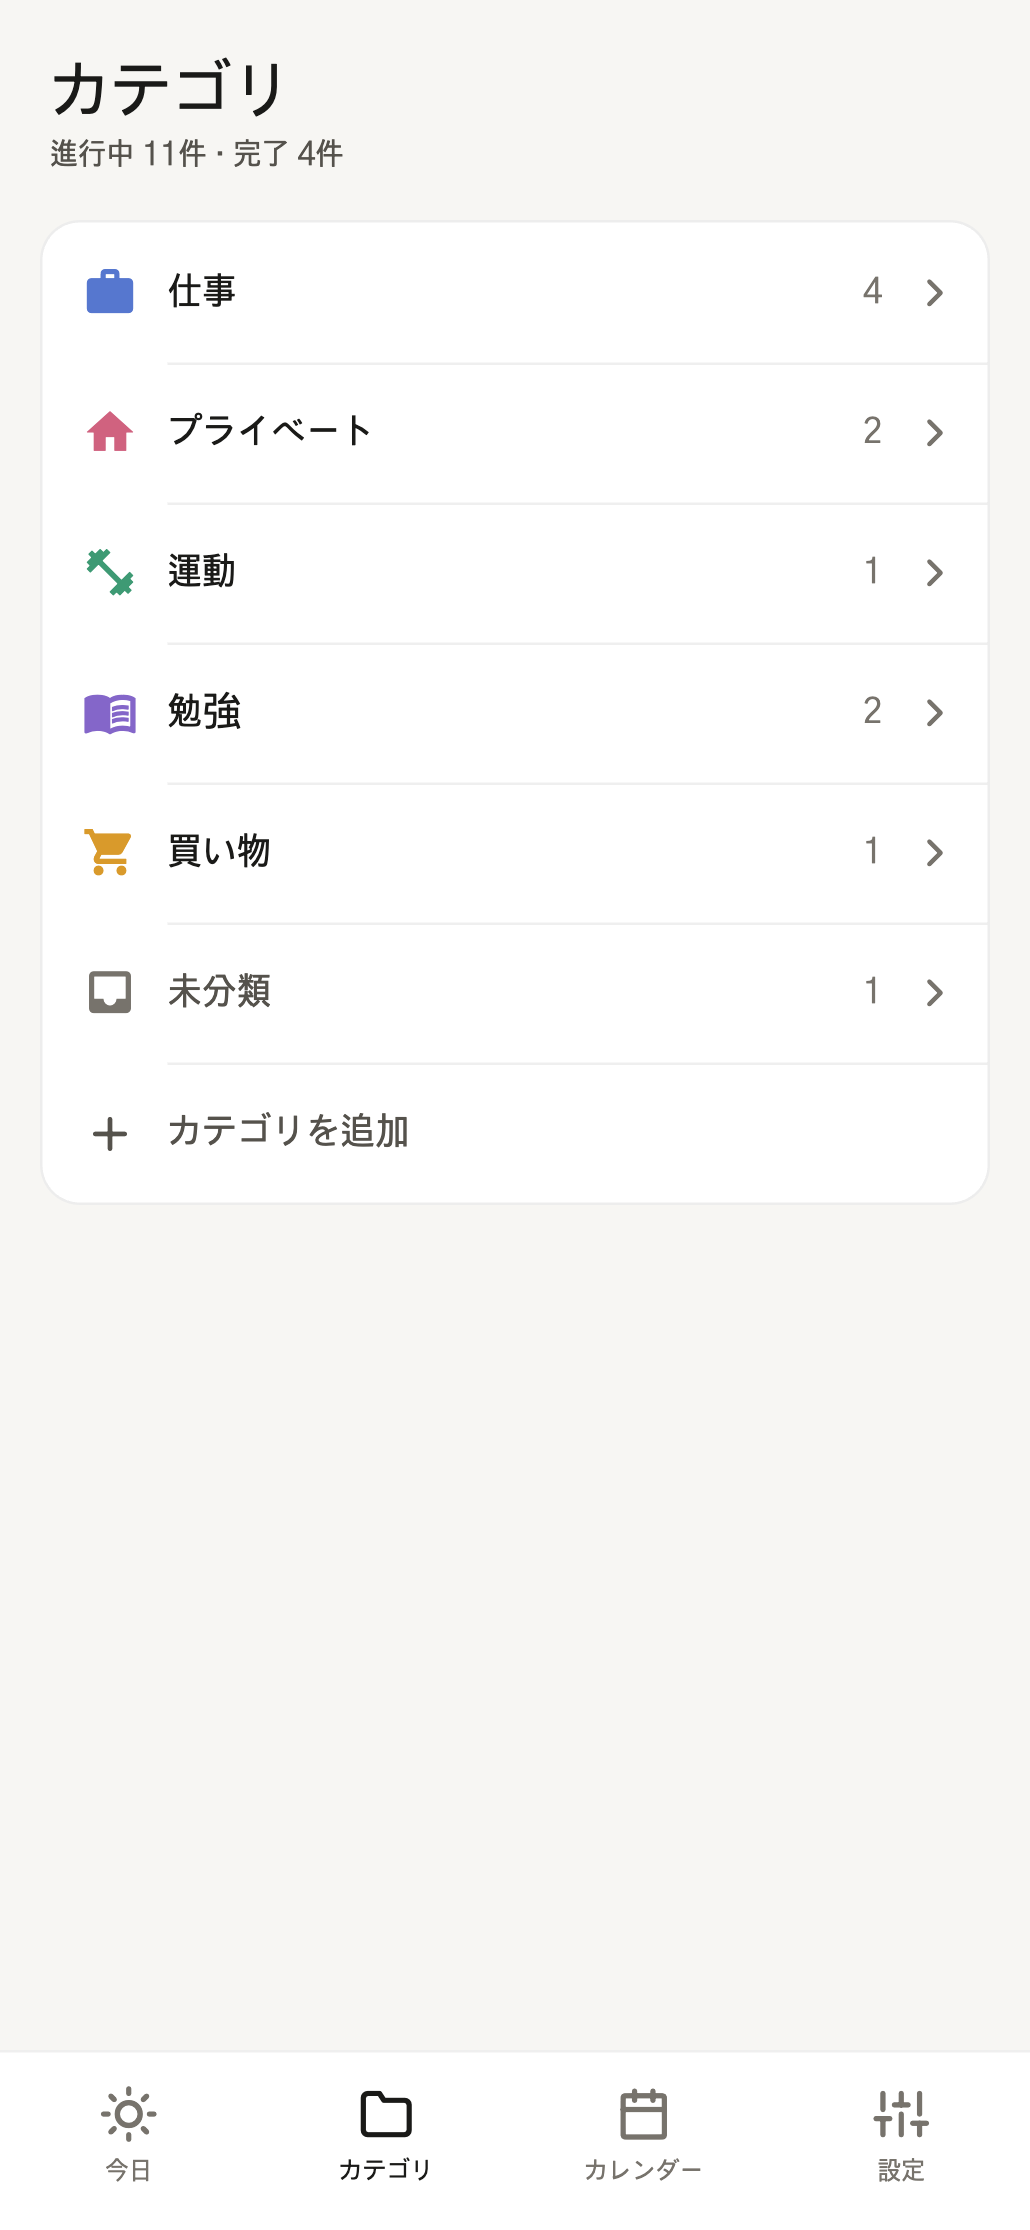 カテゴリ
進行中 11件・完了 4件
仕事 4
プライベート 2
運動 1
勉強 2
買い物 1
未分類 1
カテゴリを追加
今日 カテゴリ カレンダー 設定